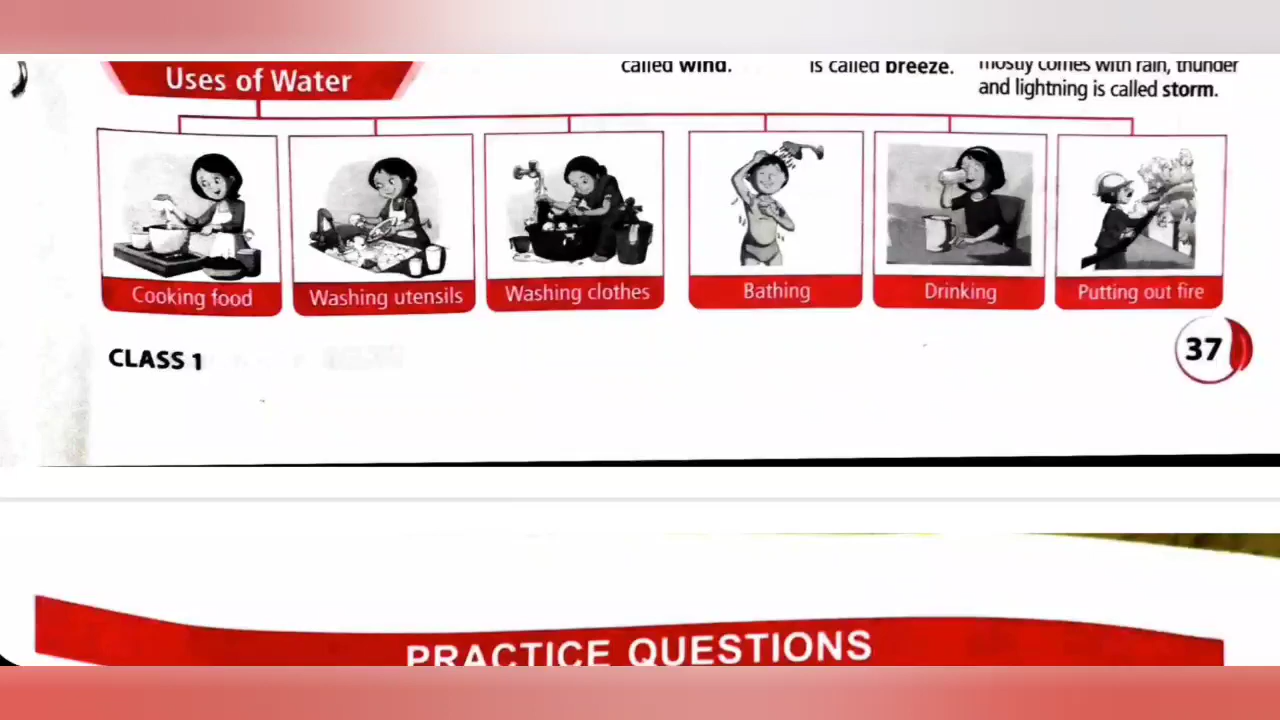 called wind.
is called breeze.
mostly comes with rain, thunder
and lightning is called storm.
Uses of Water
Cooking food
Washing utensils
Washing clothes
Bathing
Drinking
Putting out fire
CLASS 1
37
PRACTICE QUESTIONS